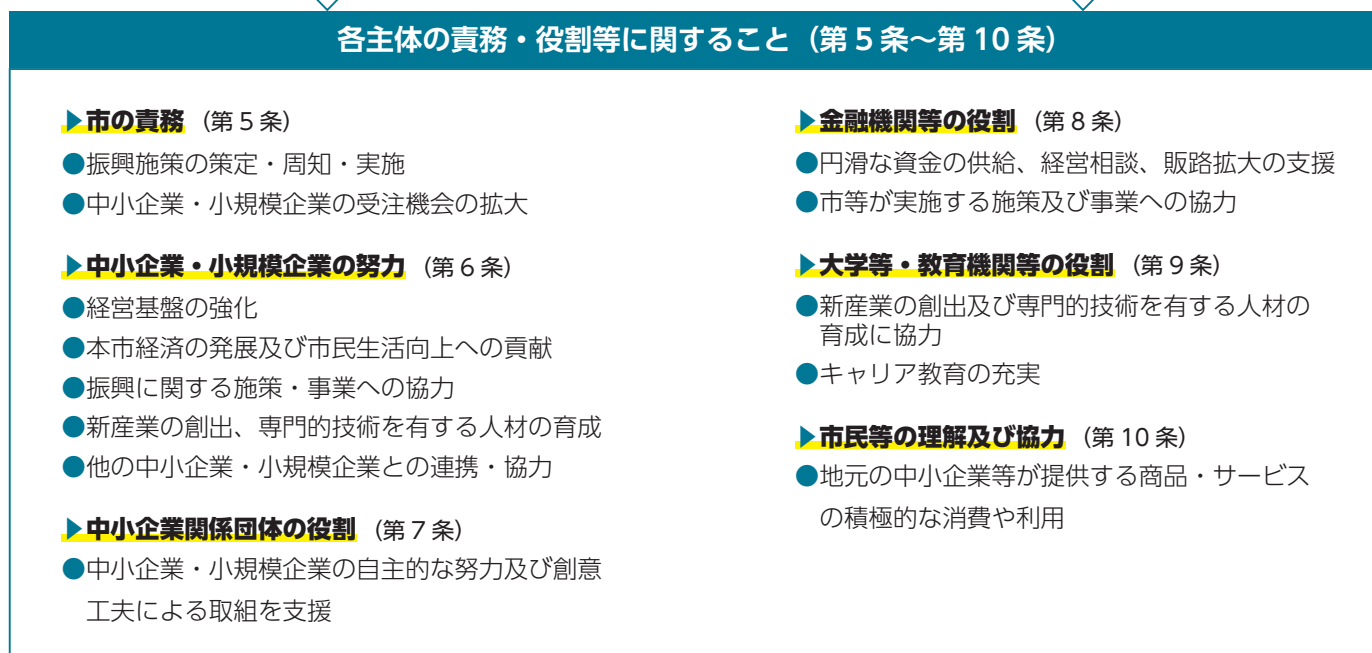 各主体の責務・役割等に関すること（第5条〜第10条）
▶市の責務（第5条）
●振興施策の策定・周知・実施
●中小企業・小規模企業の受注機会の拡大
▶中小企業・小規模企業の努力（第6条）
●経営基盤の強化
●本市経済の発展及び市民生活向上への貢献
●振興に関する施策・事業への協力
●新産業の創出、専門的技術を有する人材の育成
●他の中小企業・小規模企業との連携・協力
▶中小企業関係団体の役割（第7条）
●中小企業・小規模企業の自主的な努力及び創意
工夫による取組を支援
▶金融機関等の役割（第8条）
●円滑な資金の供給、経営相談、販路拡大の支援
●市等が実施する施策及び事業への協力
▶大学等・教育機関等の役割（第9条）
●新産業の創出及び専門的技術を有する人材の
育成に協力
●キャリア教育の充実
▶市民等の理解及び協力（第10条）
●地元の中小企業等が提供する商品・サービス
の積極的な消費や利用